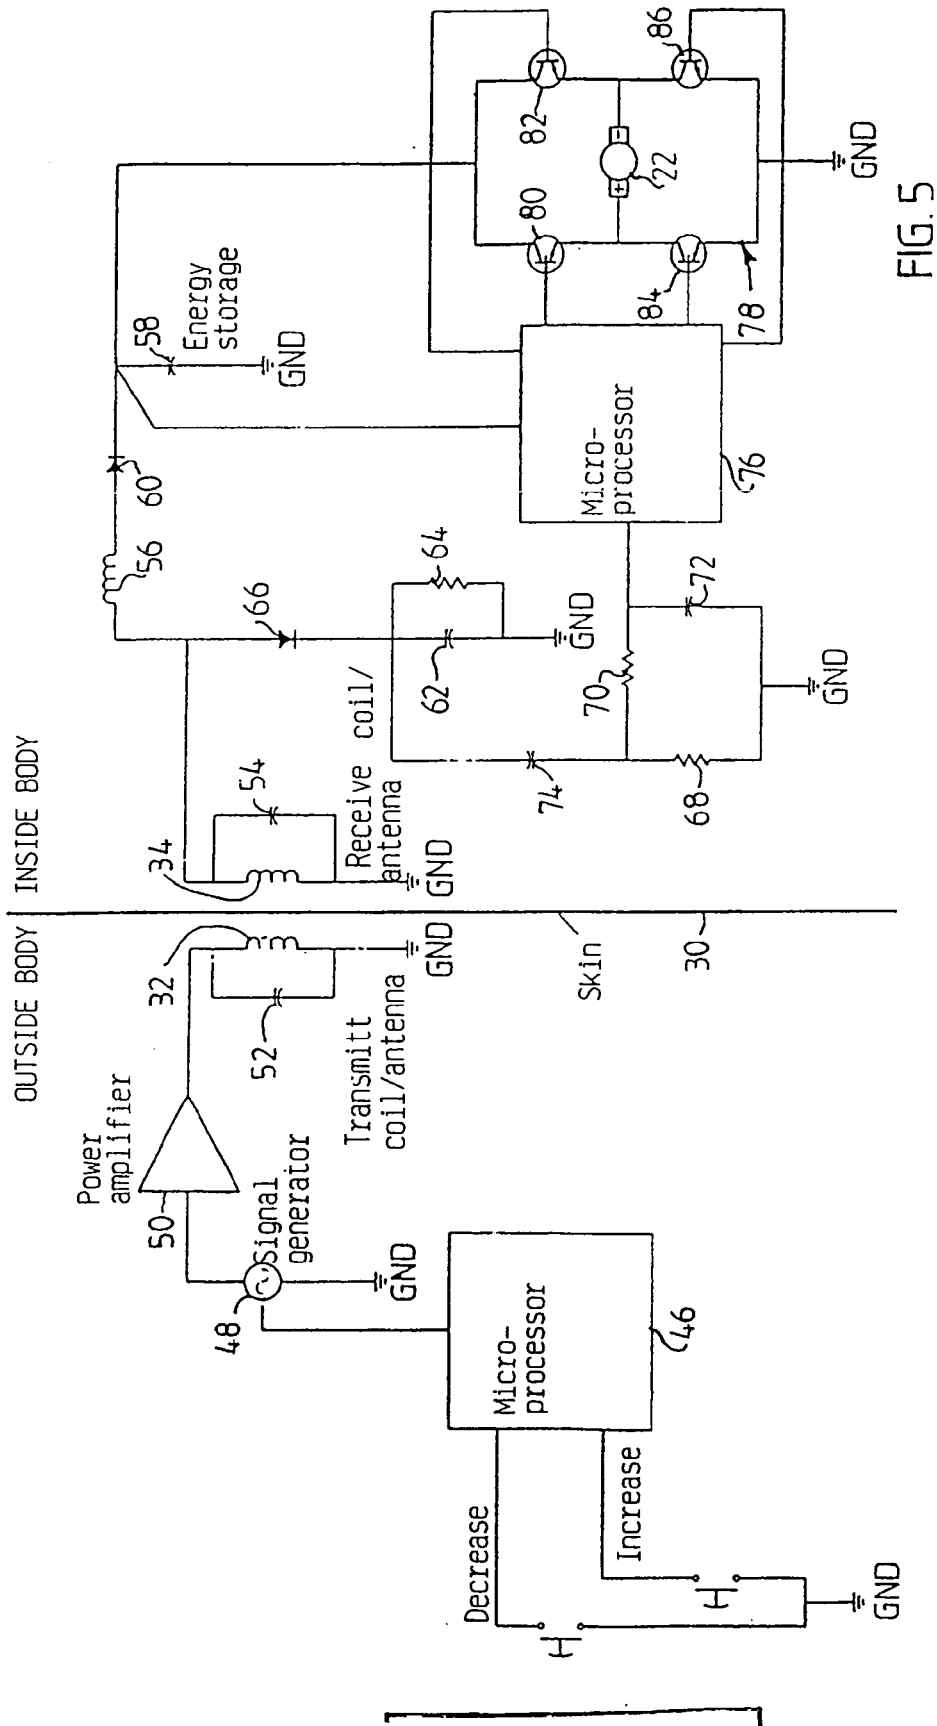 OUTSIDE BODY
INSIDE BODY
Power
amplifier
50
Signal
generator
48
GND
Micro-
processor
46
Decrease
Increase
GND
32
52
Transmitt
coil/antenna
GND
Skin
30
34
54
Receive coil/
antenna
GND
56
60
66
58
Energy
storage
GND
62
64
GND
74
70
68
72
GND
Micro-
processor
76
80
82
84
86
+
-
22
78
GND
FIG. 5